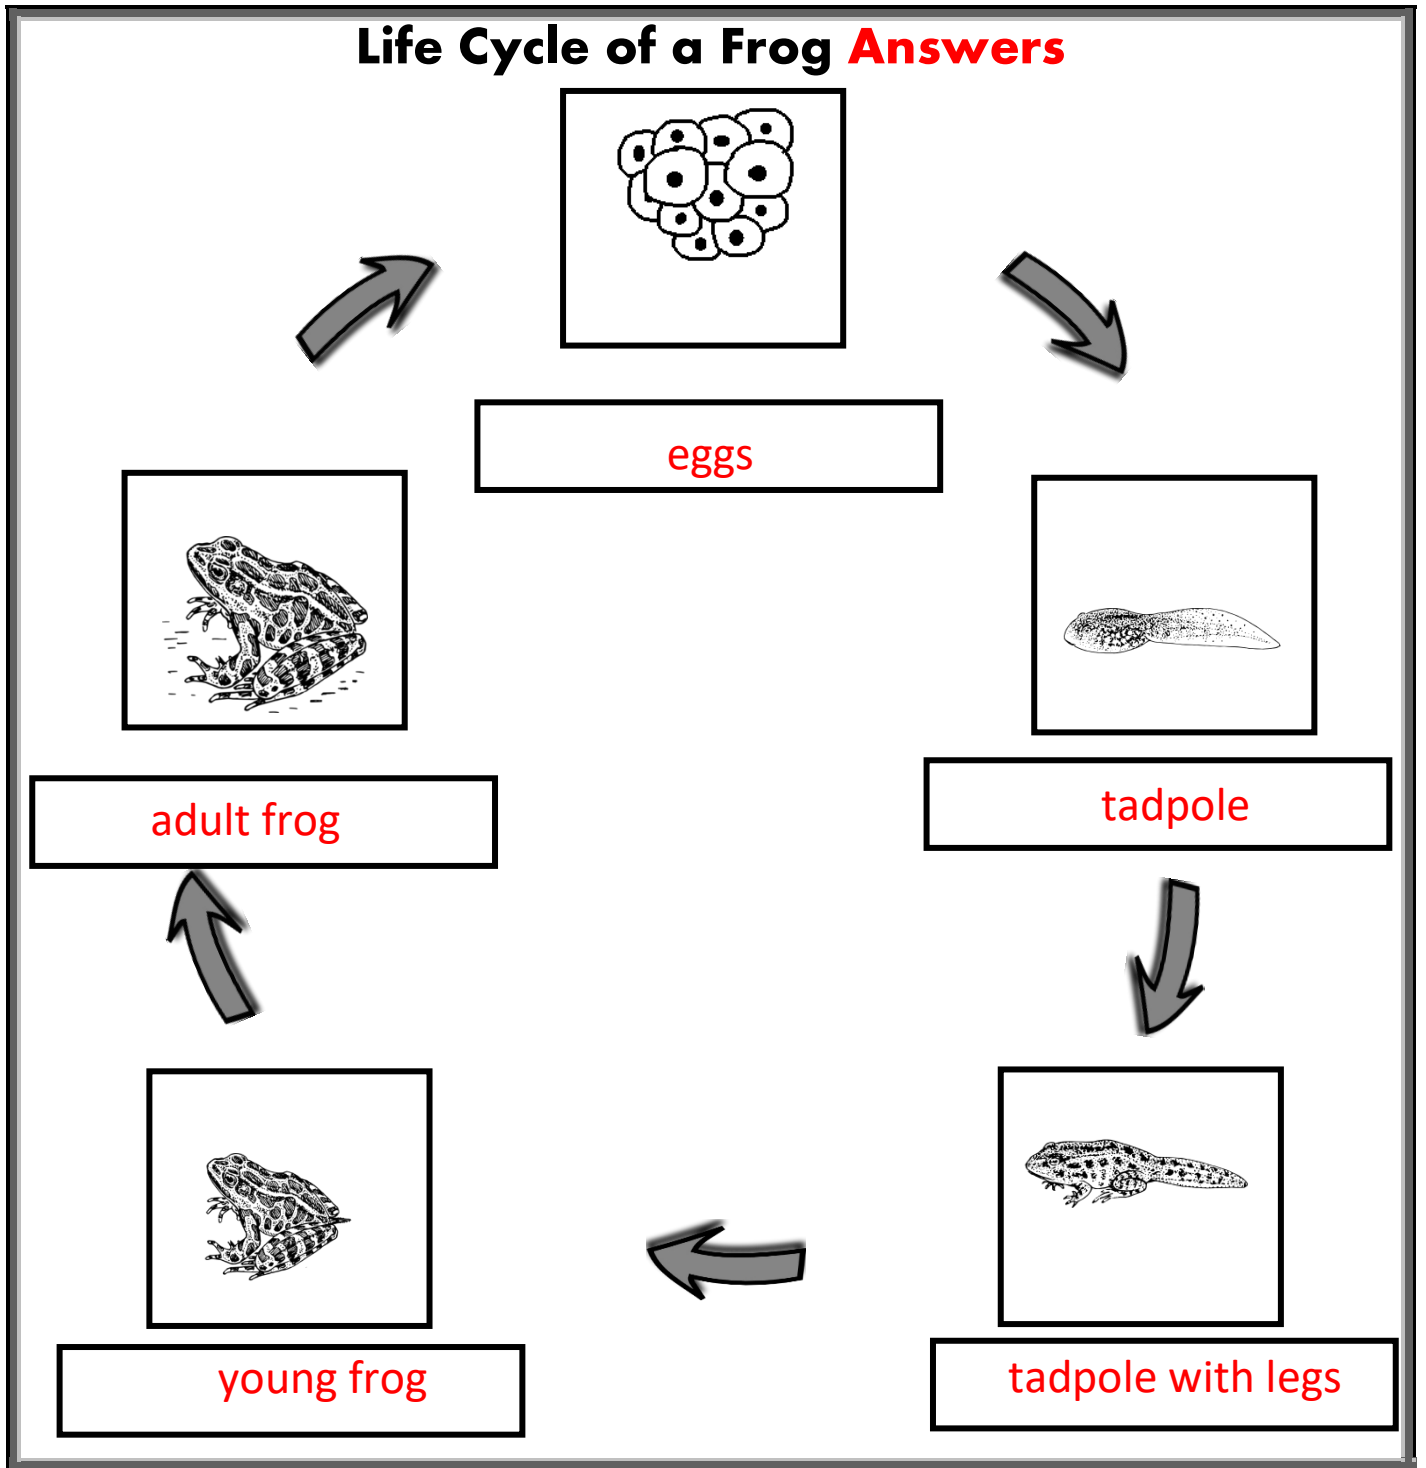 Life Cycle of a Frog Answers
eggs
adult frog
tadpole
young frog
tadpole with legs